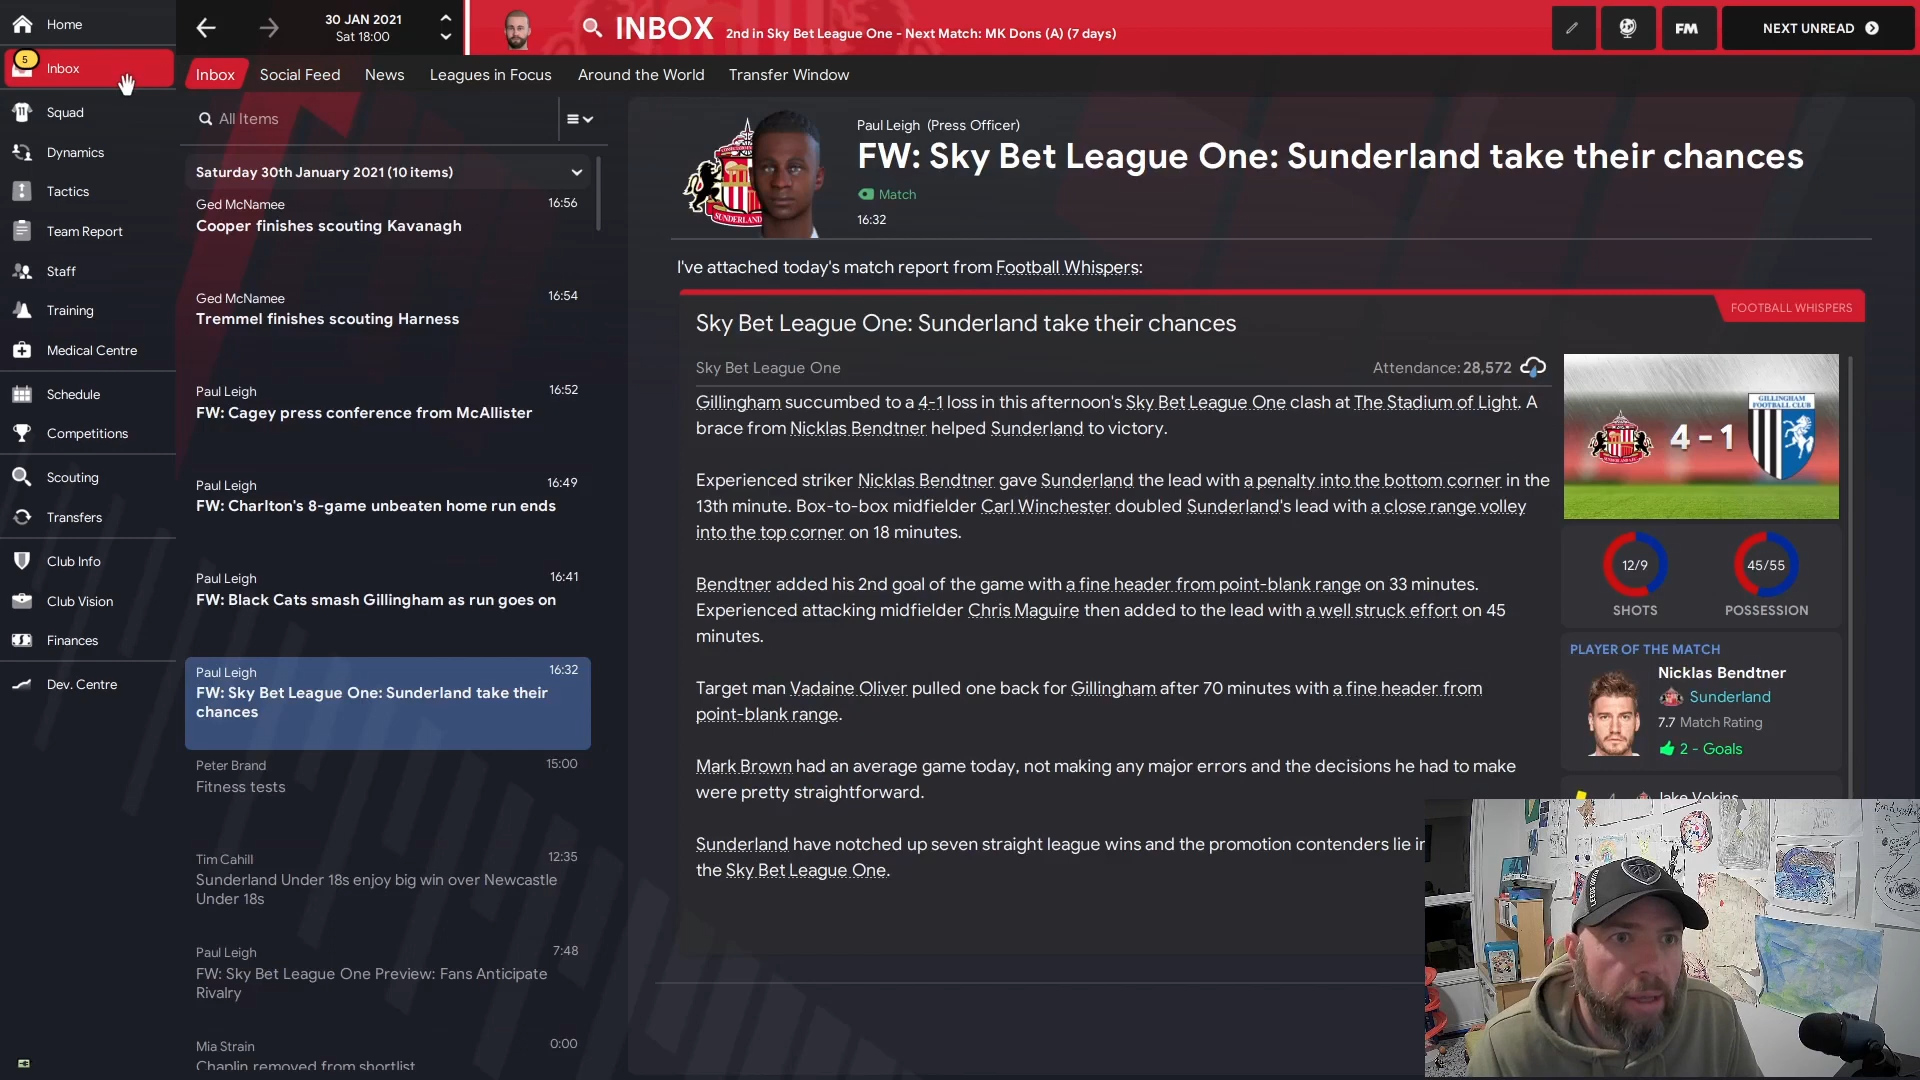 Home
5
Inbox
Squad
Dynamics
Tactics
Team Report
Staff
Training
Medical Centre
Schedule
Competitions
Scouting
Transfers
Club Info
Club Vision
Finances
Dev. Centre
30 JAN 2021
Sat 18:00
INBOX
2nd in Sky Bet League One - Next Match: MK Dons (A) (7 days)
FM
NEXT UNREAD
Inbox
Social Feed
News
Leagues in Focus
Around the World
Transfer Window
All Items
Saturday 30th January 2021 (10 items)
Ged McNamee 16:56
Cooper finishes scouting Kavanagh
Ged McNamee 16:54
Tremmel finishes scouting Harness
Paul Leigh 16:52
FW: Cagey press conference from McAllister
Paul Leigh 16:49
FW: Charlton's 8-game unbeaten home run ends
Paul Leigh 16:41
FW: Black Cats smash Gillingham as run goes on
Paul Leigh 16:32
FW: Sky Bet League One: Sunderland take their
chances
Peter Brand 15:00
Fitness tests
Tim Cahill 12:35
Sunderland Under 18s enjoy big win over Newcastle
Under 18s
Paul Leigh 7:48
FW: Sky Bet League One Preview: Fans Anticipate
Rivalry
Mia Strain 0:00
Chaplin removed from shortlist
SUNDERLAND
Paul Leigh (Press Officer)
FW: Sky Bet League One: Sunderland take their chances
Match
16:32
I've attached today's match report from Football Whispers:
FOOTBALL WHISPERS
Sky Bet League One: Sunderland take their chances
Sky Bet League One
Attendance: 28,572
Gillingham succumbed to a 4-1 loss in this afternoon's Sky Bet League One clash at The Stadium of Light. A
brace from Nicklas Bendtner helped Sunderland to victory.
Experienced striker Nicklas Bendtner gave Sunderland the lead with a penalty into the bottom corner in the
13th minute. Box-to-box midfielder Carl Winchester doubled Sunderland's lead with a close range volley
into the top corner on 18 minutes.
Bendtner added his 2nd goal of the game with a fine header from point-blank range on 33 minutes.
Experienced attacking midfielder Chris Maguire then added to the lead with a well struck effort on 45
minutes.
Target man Vadaine Oliver pulled one back for Gillingham after 70 minutes with a fine header from
point-blank range.
Mark Brown had an average game today, not making any major errors and the decisions he had to make
were pretty straightforward.
Sunderland have notched up seven straight league wins and the promotion contenders lie in
the Sky Bet League One.
GILLINGHAM
FOOTBALL CLUB
4 - 1
12/9
SHOTS
45/55
POSSESSION
PLAYER OF THE MATCH
Nicklas Bendtner
Sunderland
7.7 Match Rating
2 - Goals
Jake Vokins